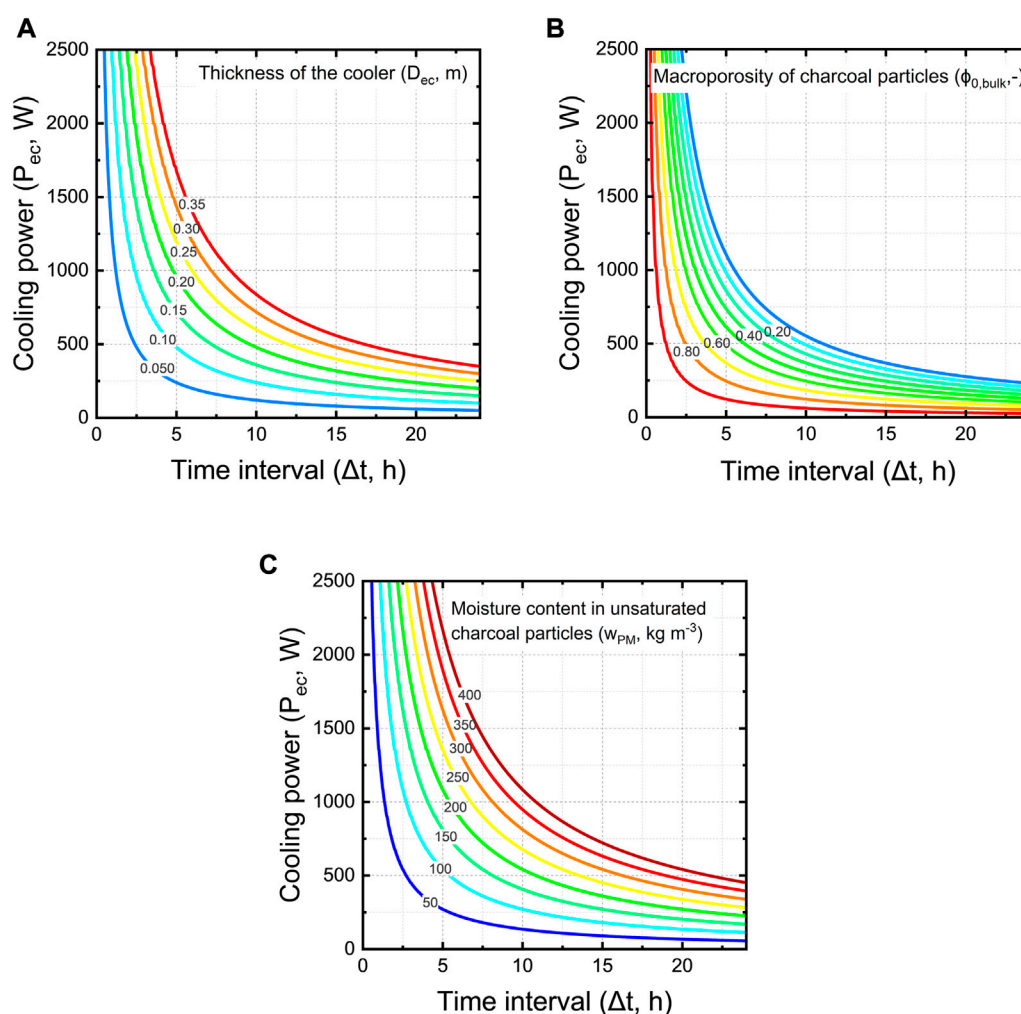 A
2500
2000
1500
1000
500
0
Cooling power (P_ec, W)
Thickness of the cooler (D_ec, m)
0.35
0.30
0.25
0.20
0.15
0.10
0.050
0 5 10 15 20
Time interval (Δt, h)
B
2500
2000
1500
1000
500
0
Cooling power (P_ec, W)
Macroporosity of charcoal particles (ϕ_0,bulk,-)
0.20
0.40
0.60
0.80
0 5 10 15 20
Time interval (Δt, h)
C
2500
2000
1500
1000
500
0
Cooling power (P_ec, W)
Moisture content in unsaturated
charcoal particles (w_PM, kg m⁻³)
400
350
300
250
200
150
100
50
0 5 10 15 20
Time interval (Δt, h)